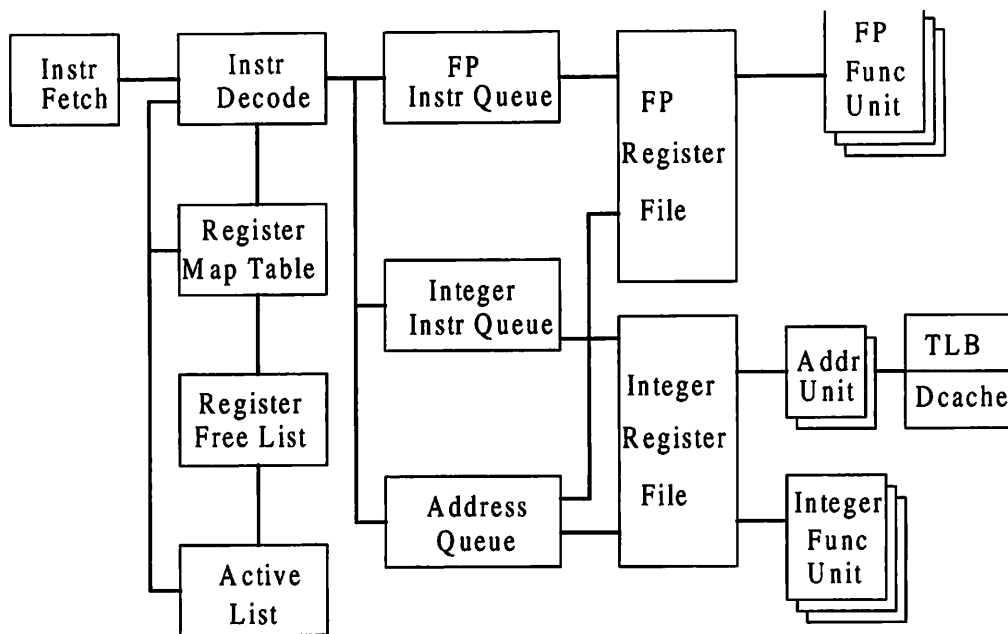 Instr
Fetch
Instr
Decode
FP
Instr Queue
FP
Register
File
FP
Func
Unit
Register
Map Table
Integer
Instr Queue
Integer
Register
File
Addr
Unit
TLB
Dcache
Register
Free List
Address
Queue
Integer
Func
Unit
Active
List